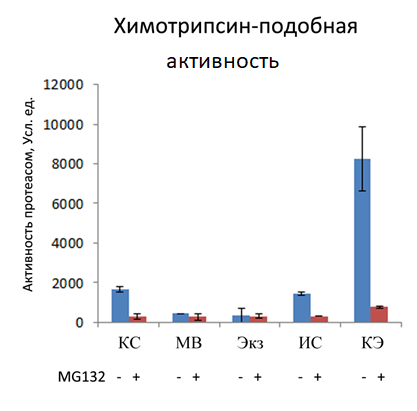 Химотрипсин-подобная
активность
Активность протеасом, Усл. ед.
12000
10000
8000
6000
4000
2000
0
КС МВ Экз ИС КЭ
MG132 - + - + - + - + - +